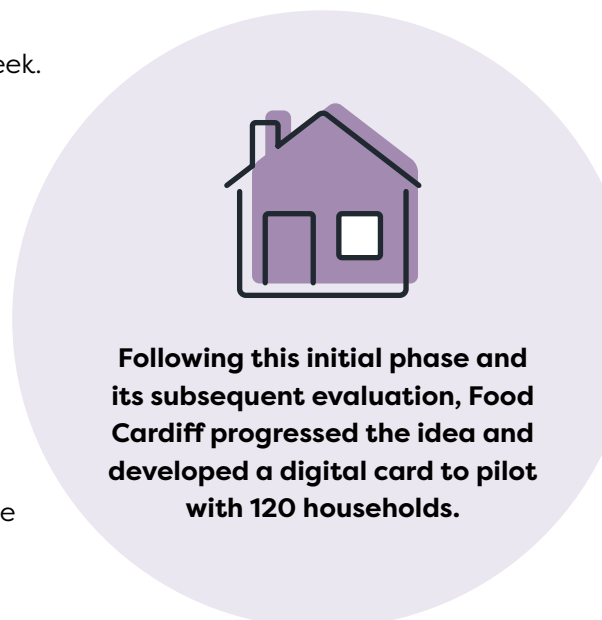 eek.
Following this initial phase and
its subsequent evaluation, Food
Cardiff progressed the idea and
developed a digital card to pilot
with 120 households.
e